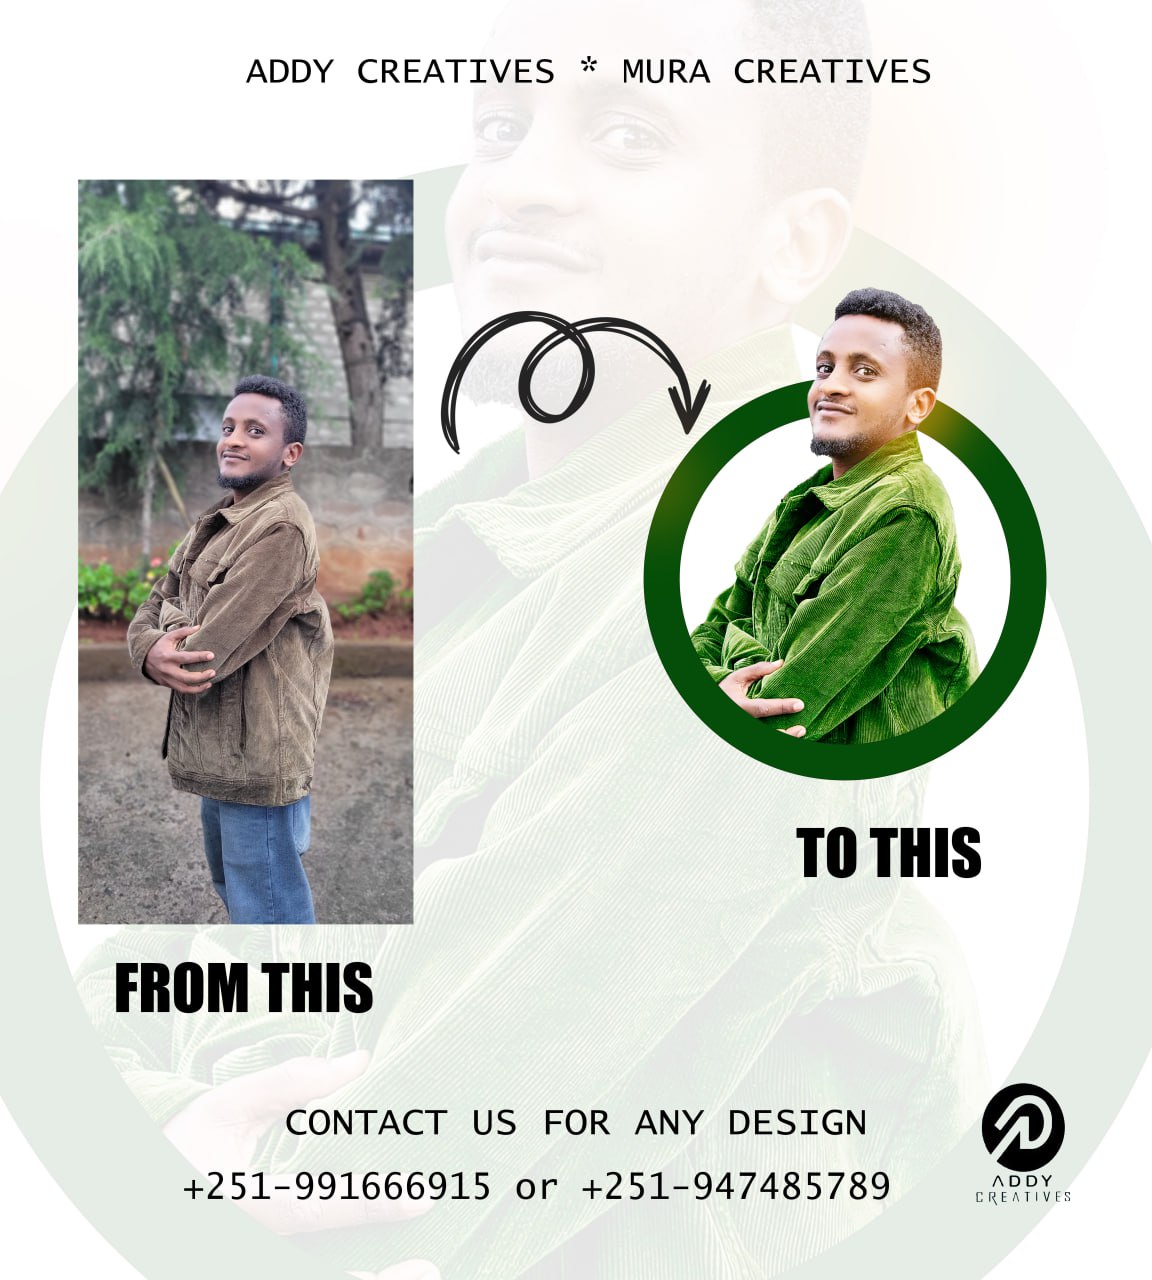 ADDY CREATIVES * MURA CREATIVES
FROM THIS
TO THIS
CONTACT US FOR ANY DESIGN
+251-991666915 or +251-947485789
ADDY
CREATIVES